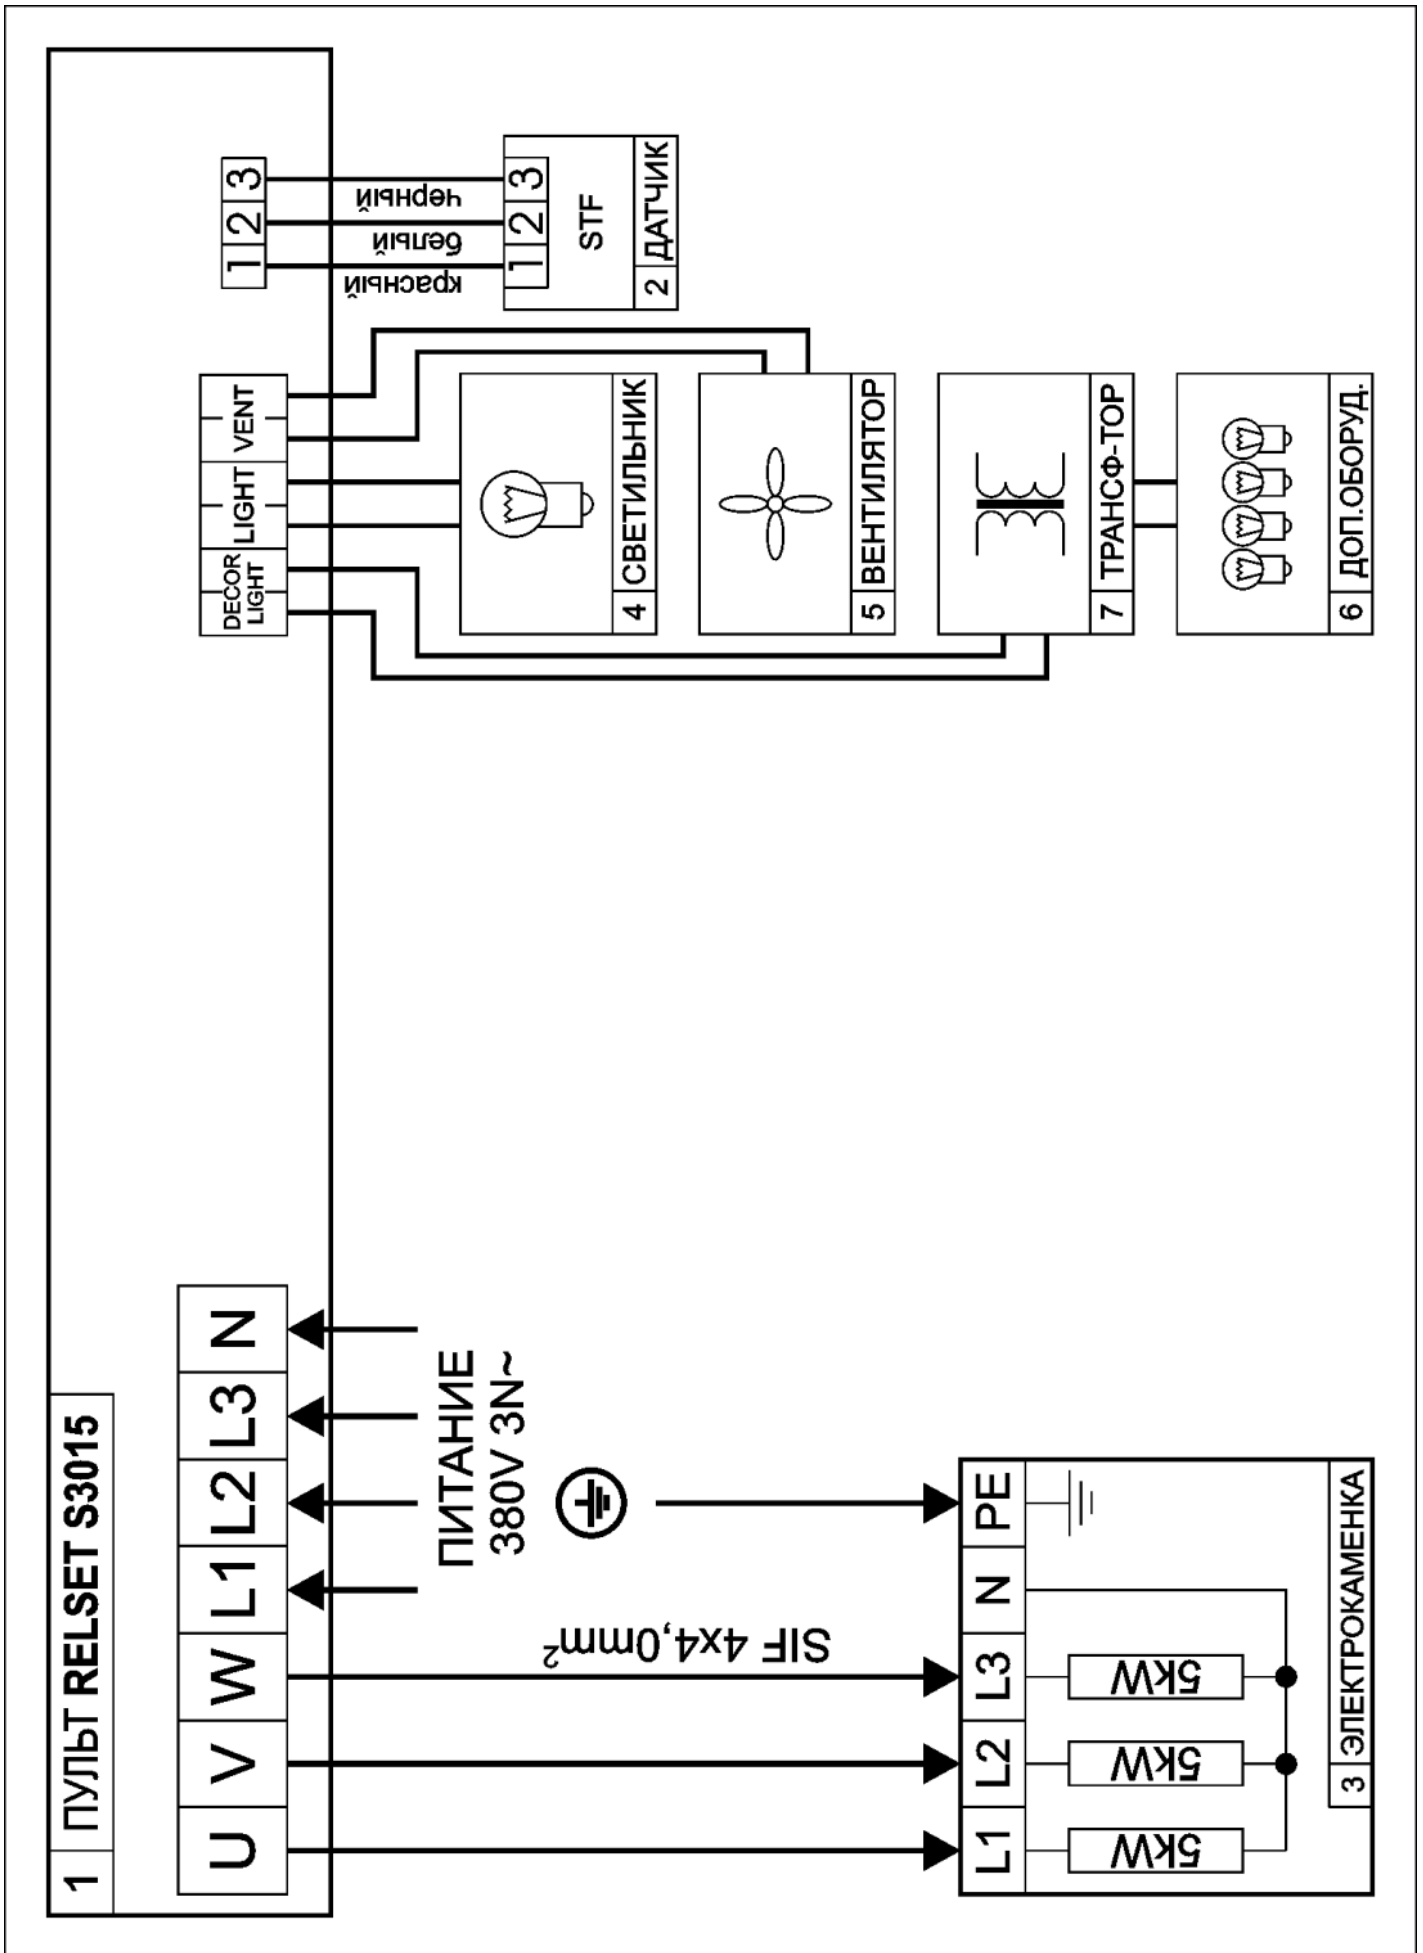 1 ПУЛЬТ RELSET S3015
U V W L1 L2 L3 N
DECOR
LIGHT
LIGHT
VENT
1 2 3
красный
белый
черный
1 2 3
STF
2 ДАТЧИК
4 СВЕТИЛЬНИК
5 ВЕНТИЛЯТОР
7 ТРАНСФ-ТОР
6 ДОП.ОБОРУД.
ПИТАНИЕ
380V 3N~
SIF 4x4,0mm²
L1 L2 L3 N PE
5kW
5kW
5kW
3 ЭЛЕКТРОКАМЕНКА